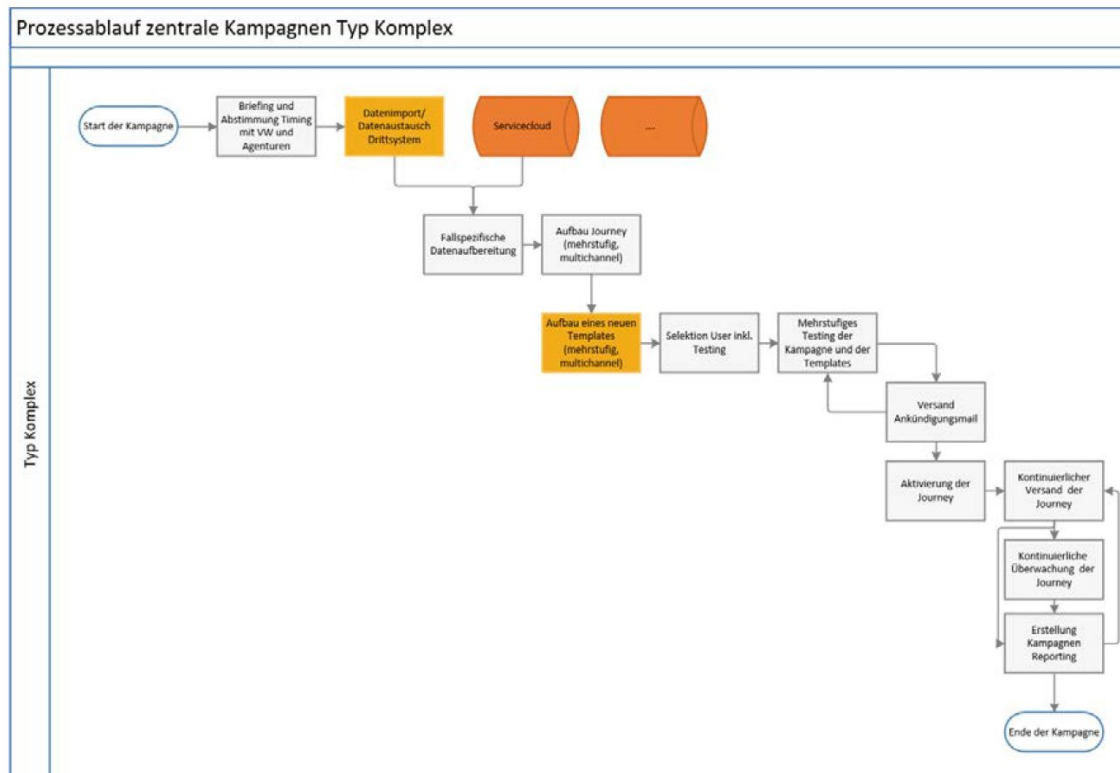 Prozessablauf zentrale Kampagnen Typ Komplex
Typ Komplex
Start der Kampagne
Briefing und
Abstimmung Timing
mit VW und
Agenturen
Datenimport/
Datenaustausch
Drittsystem
Servicecloud
....
Fallspezifische
Datenaufbereitung
Aufbau Journey
(mehrstufig,
multichannel)
Aufbau eines neuen
Templates
(mehrstufig,
multichannel)
Selektion User inkl.
Testing
Mehrstufiges
Testing der
Kampagne und der
Templates
Versand
Ankündigungsmail
Aktivierung der
Journey
Kontinuierlicher
Versand der
Journey
Kontinuierliche
Überwachung der
Journey
Erstellung
Kampagnen
Reporting
Ende der Kampagne